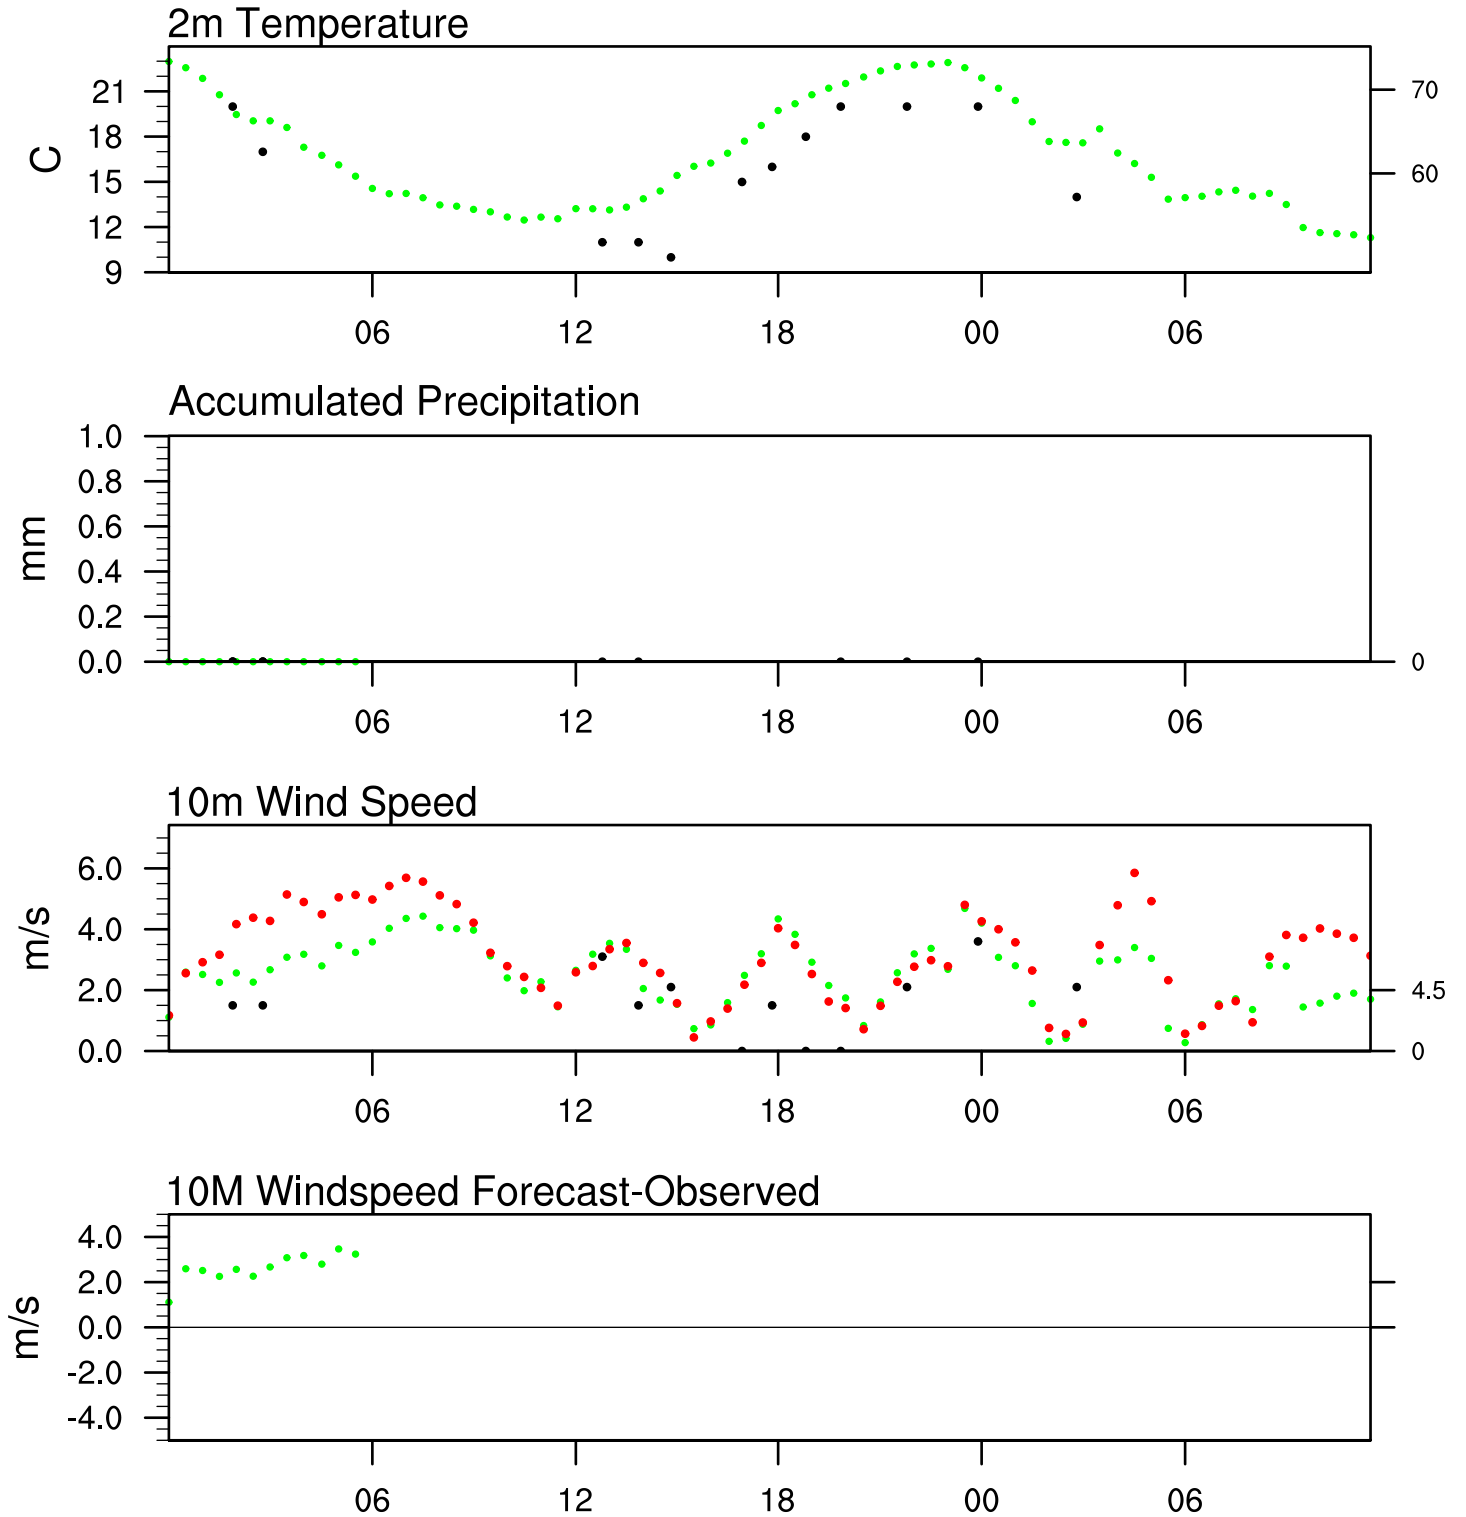 2m Temperature
21
18
15
12
9
C
70
60
06 12 18 00 06
Accumulated Precipitation
1.0
0.8
0.6
0.4
0.2
0.0
mm
0
06 12 18 00 06
10m Wind Speed
6.0
4.0
2.0
0.0
m/s
4.5
0
06 12 18 00 06
10M Windspeed Forecast-Observed
4.0
2.0
0.0
-2.0
-4.0
m/s
06 12 18 00 06